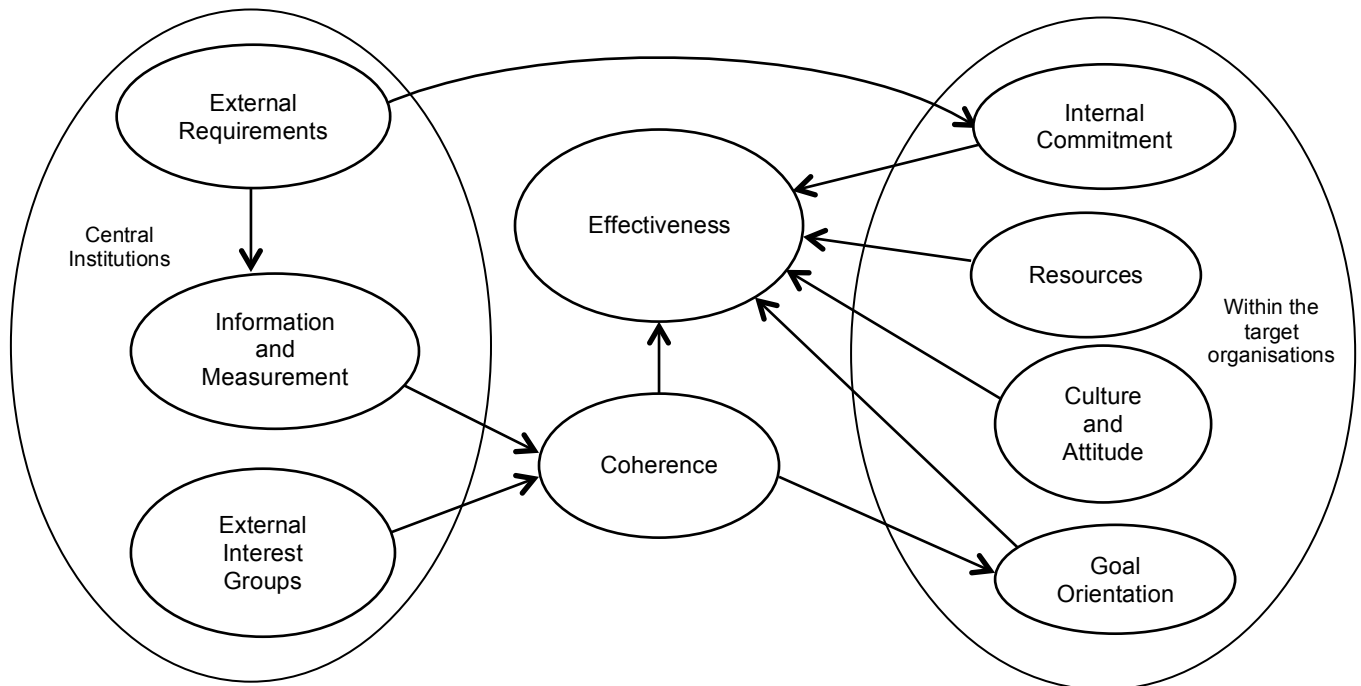 External
Requirements
Central
Institutions
Information
and
Measurement
External
Interest
Groups
Effectiveness
Coherence
Internal
Commitment
Resources
Within the
target
organisations
Culture
and
Attitude
Goal
Orientation